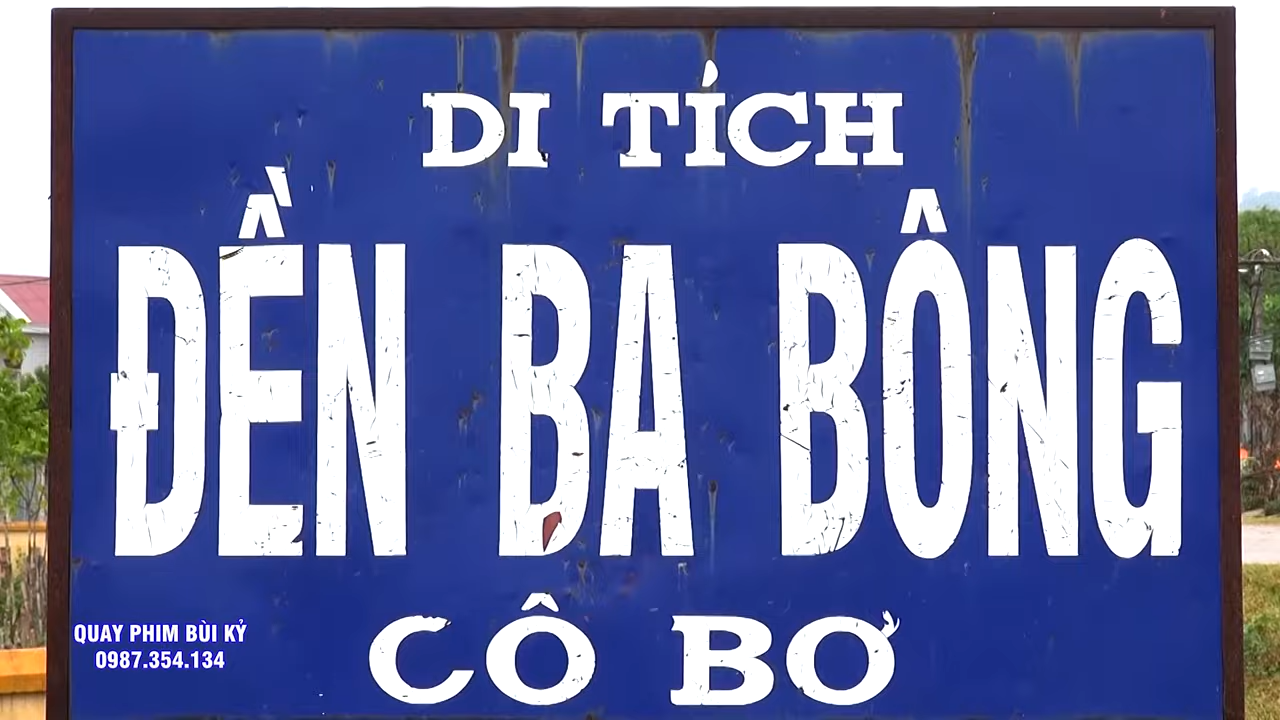 DI TÍCH
ĐỀN BA BÔNG
CÔ BƠ
QUAY PHIM BÙI KỶ
0987.354.134